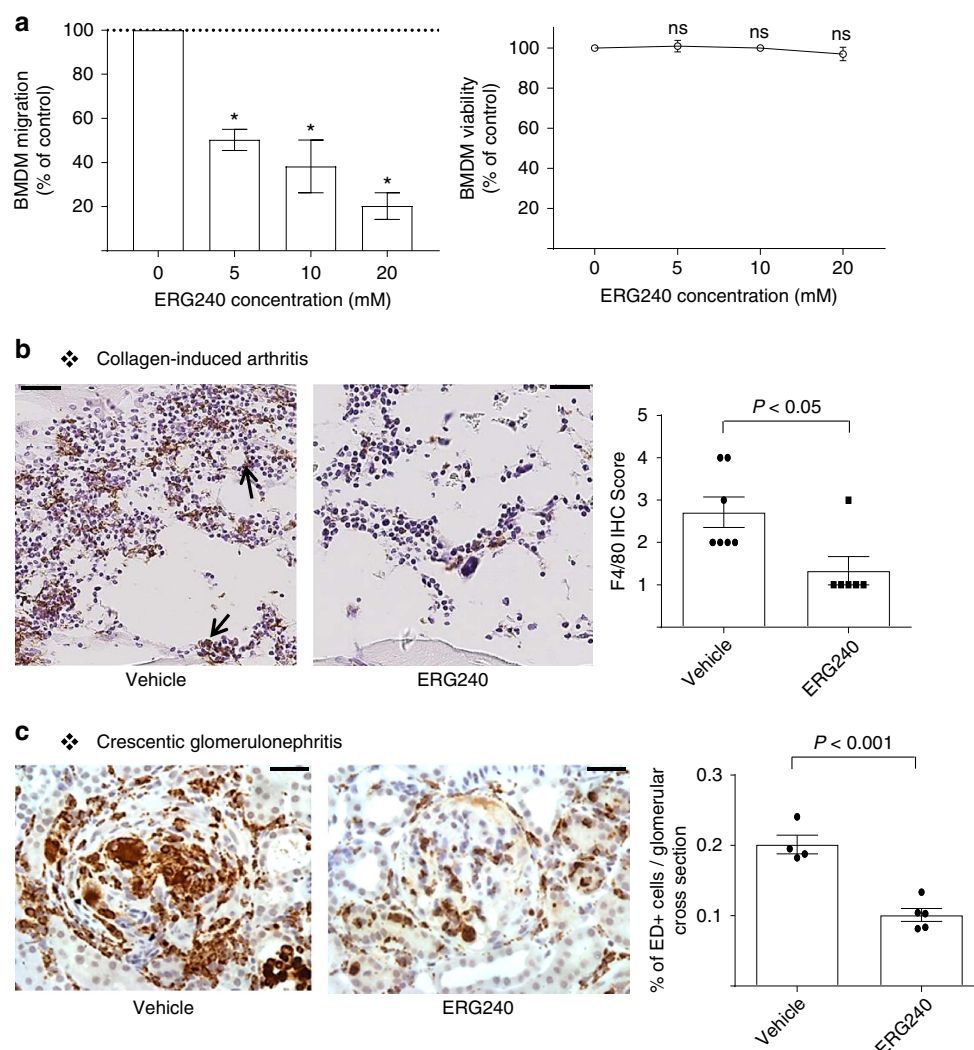 a
100
80
60
40
20
BMDM migration
(% of control)
*
*
*
0
5
10
20
ERG240 concentration (mM)
100
80
60
40
20
BMDM viability
(% of control)
ns
ns
ns
0
5
10
20
ERG240 concentration (mM)
b
❖ Collagen-induced arthritis
Vehicle
ERG240
F4/80 IHC Score
5
4
3
2
1
P < 0.05
Vehicle
ERG240
c
❖ Crescentic glomerulonephritis
Vehicle
ERG240
% of ED+ cells / glomerular
cross section
0.3
0.2
0.1
P < 0.001
Vehicle
ERG240